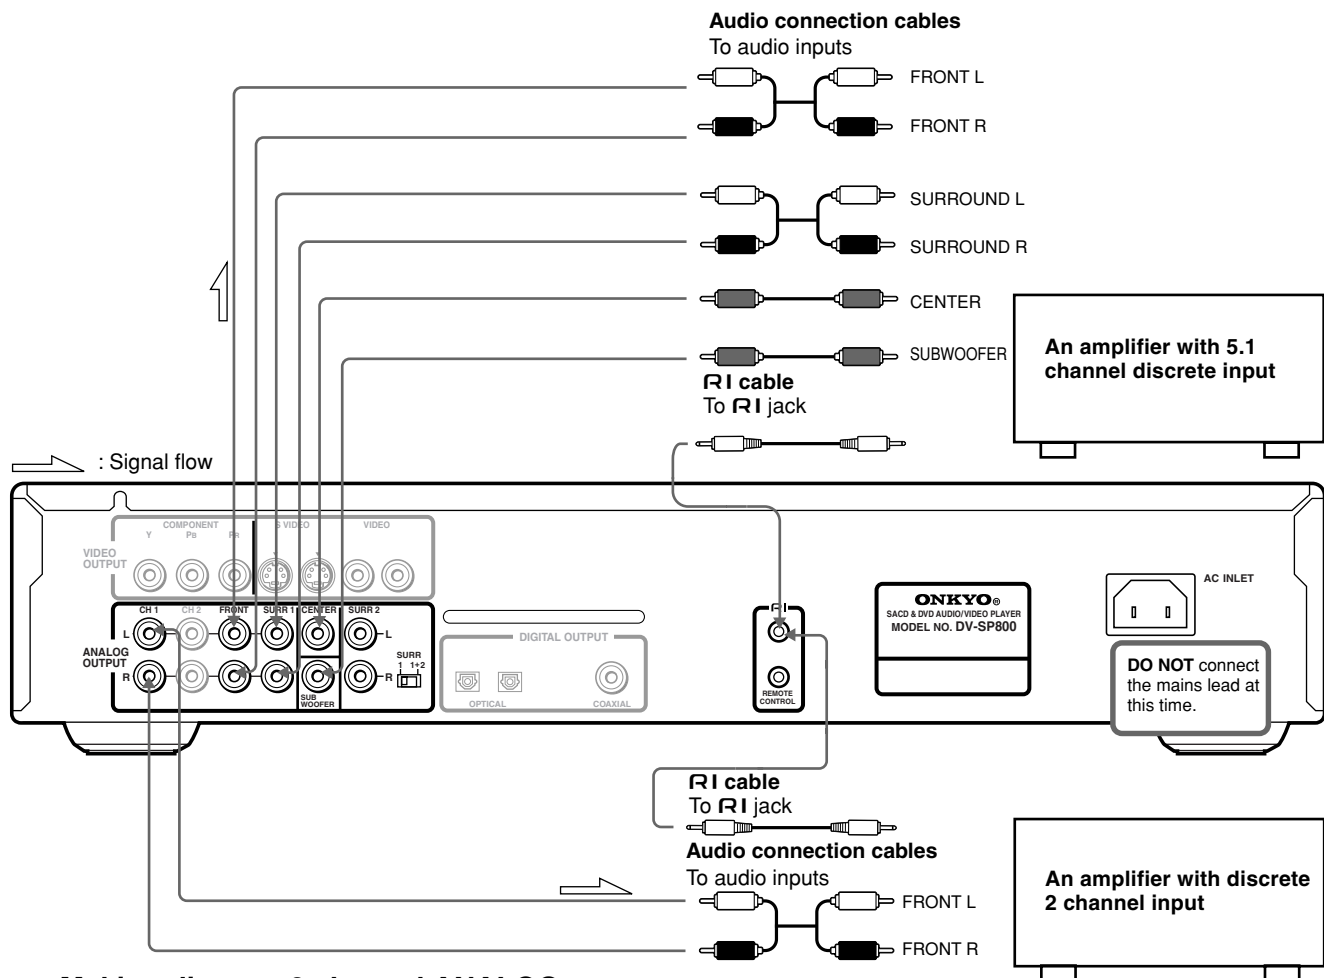 Audio connection cables
To audio inputs
FRONT L
FRONT R
SURROUND L
SURROUND R
CENTER
SUBWOOFER
An amplifier with 5.1
channel discrete input
RI cable
To RI jack
: Signal flow
COMPONENT
S VIDEO
VIDEO
Y
PB
PR
VIDEO
OUTPUT
CH 1
CH 2
FRONT
SURR 1
CENTER
SURR 2
L
L
ANALOG
OUTPUT
R
R
SURR
1 1+2
SUB
WOOFER
DIGITAL OUTPUT
OPTICAL
COAXIAL
RI
REMOTE
CONTROL
ONKYO®
SACD & DVD AUDIO/VIDEO PLAYER
MODEL NO. DV-SP800
AC INLET
DO NOT connect
the mains lead at
this time.
RI cable
To RI jack
Audio connection cables
To audio inputs
FRONT L
FRONT R
An amplifier with discrete
2 channel input